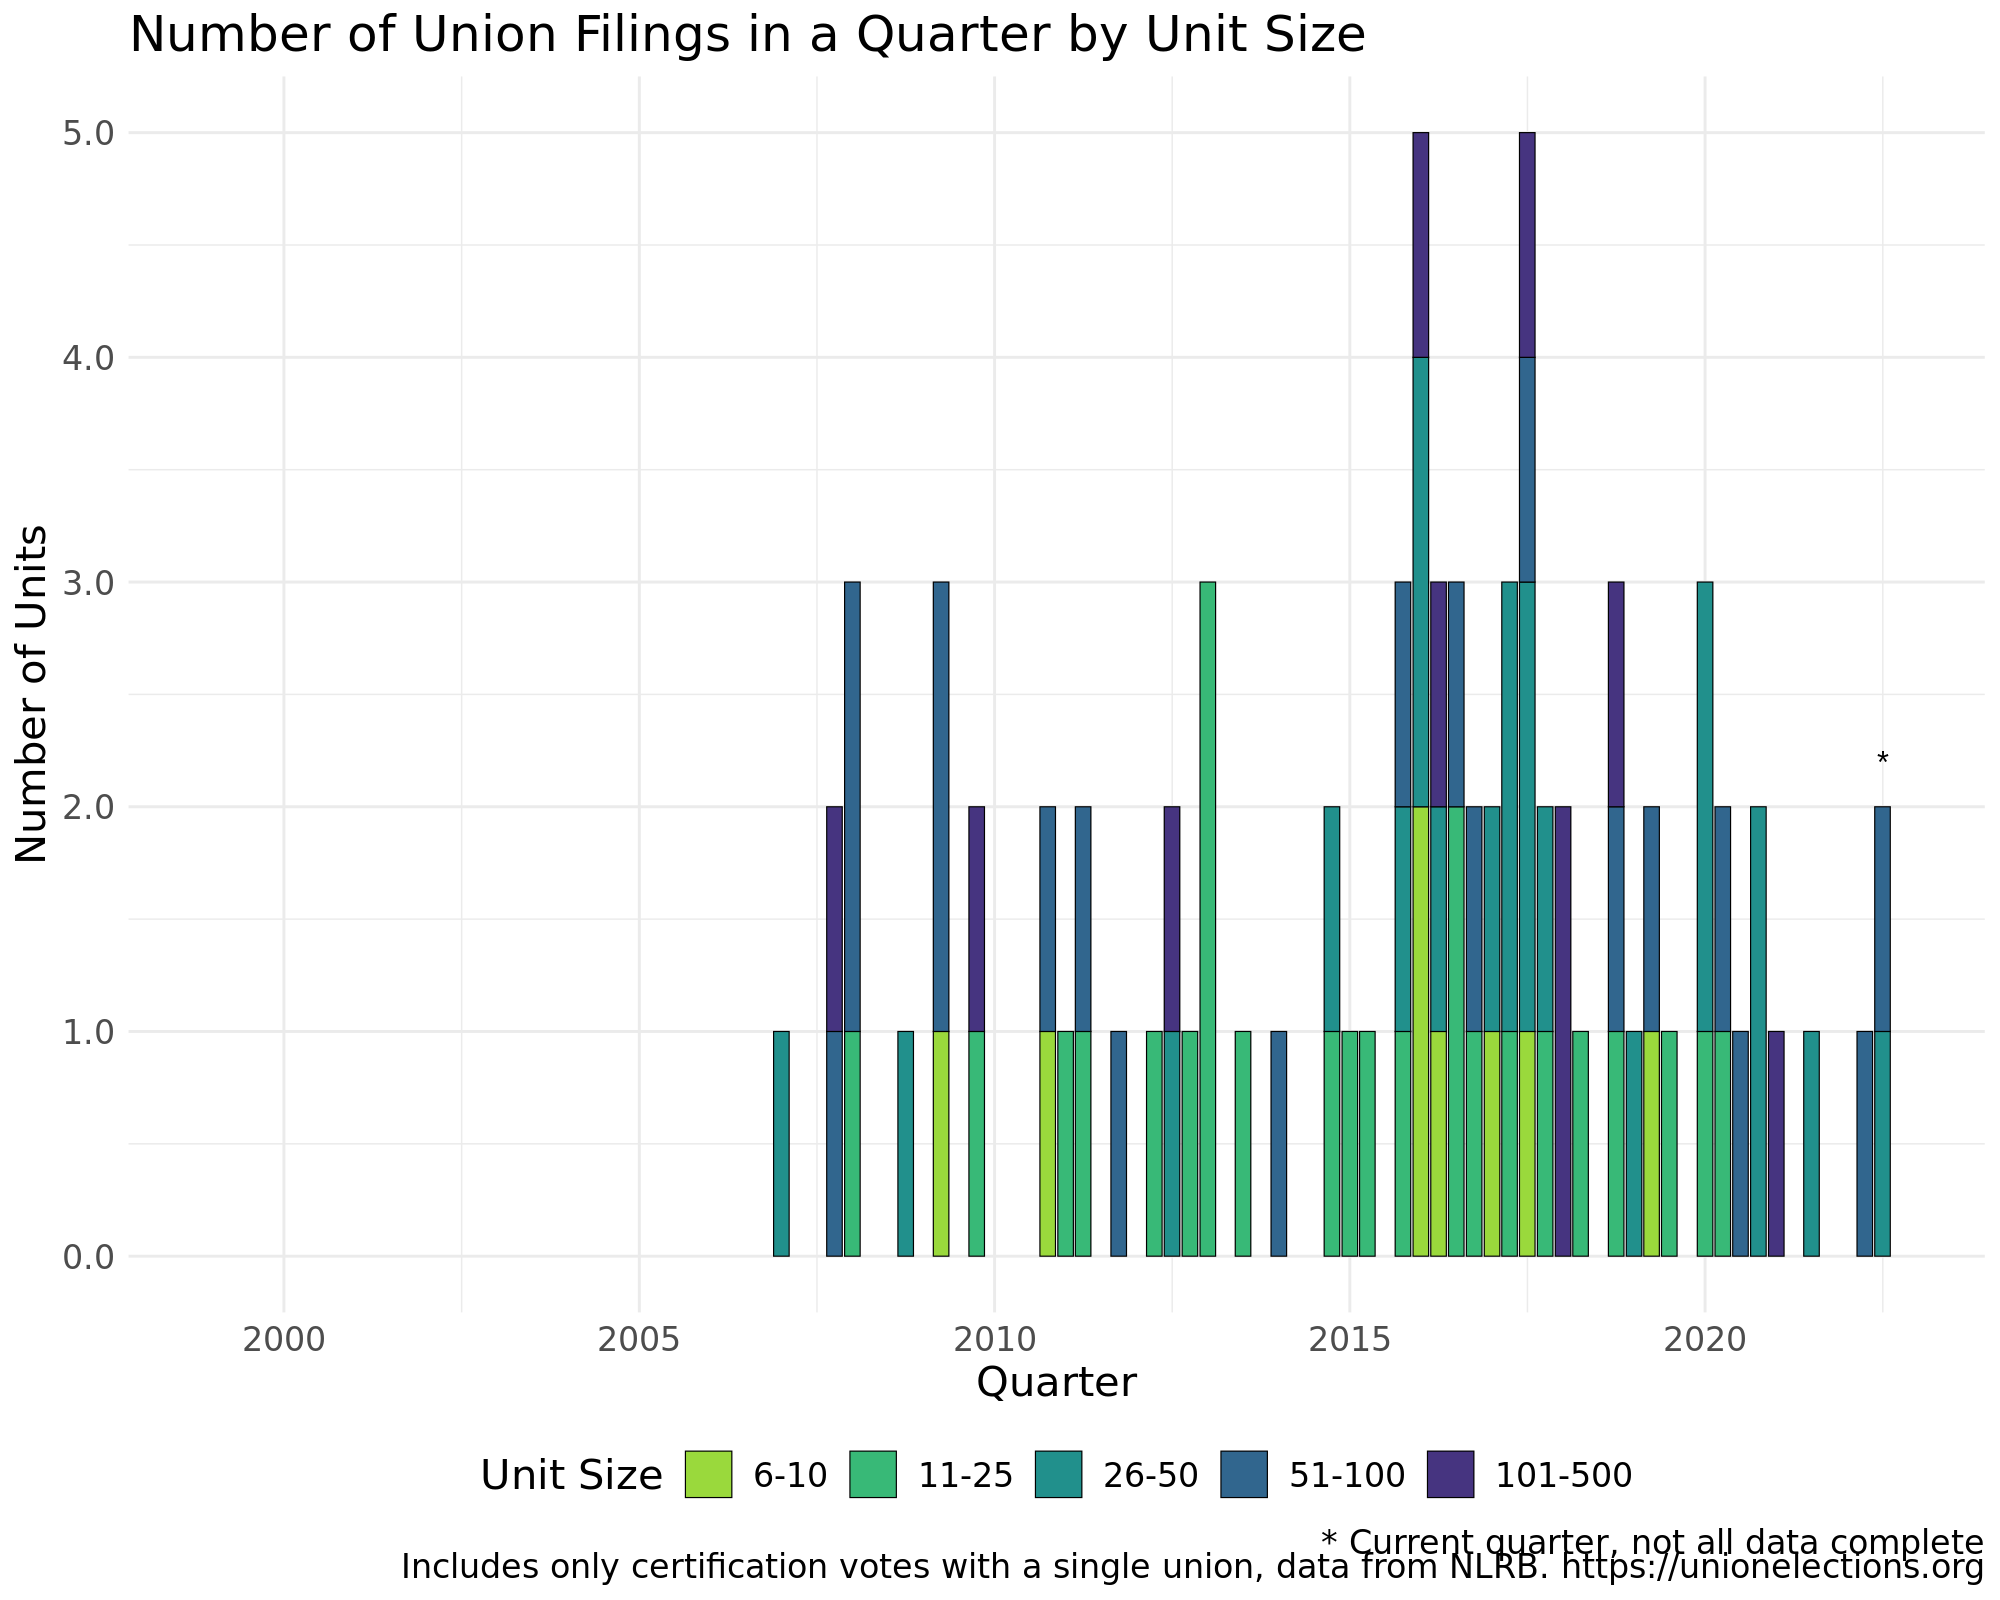 Number of Union Filings in a Quarter by Unit Size
Number of Units
5.0
4.0
3.0
2.0
1.0
0.0
*
2000 2005 2010 2015 2020
Quarter
Unit Size 6-10 11-25 26-50 51-100 101-500
* Current quarter, not all data complete
Includes only certification votes with a single union, data from NLRB. https://unionelections.org